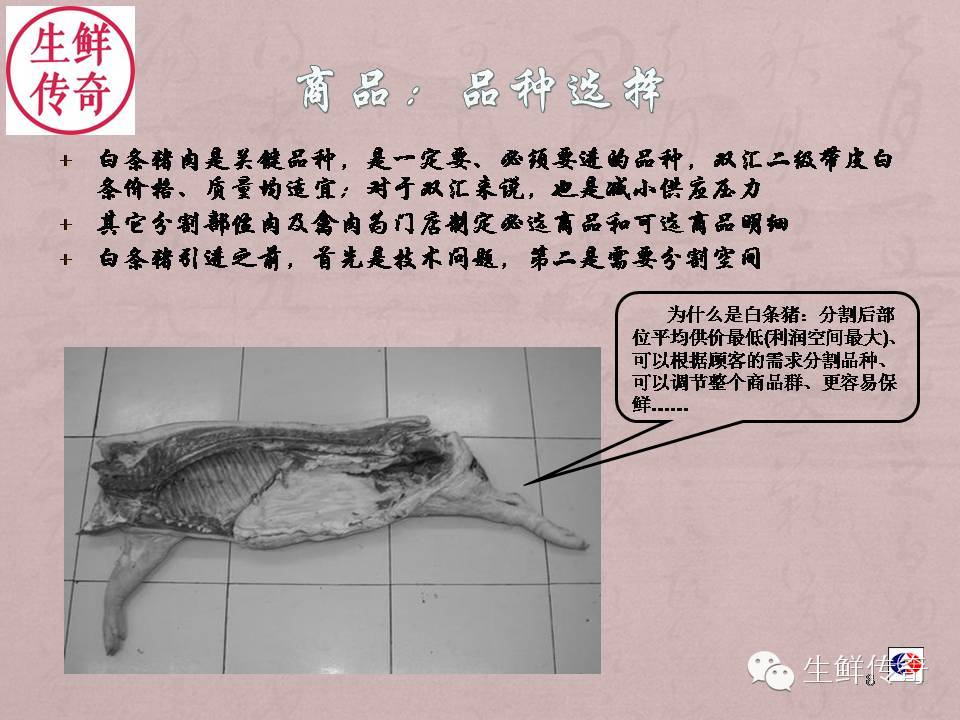 生鲜
传奇
商品：品种选择
+ 白条猪肉是关键品种，是一定要、必须要进的品种，双汇二级带皮白
条价格、质量均适宜；对于双汇来说，也是减小供应压力
+ 其它分割部位肉及禽肉为门店制定必选商品和可选商品明细
+ 白条猪引进之前，首先是技术问题，第二是需要分割空间
为什么是白条猪：分割后部
位平均供价最低(利润空间最大)、
可以根据顾客的需求分割品种、
可以调节整个商品群、更容易保
鲜……
生鲜传奇